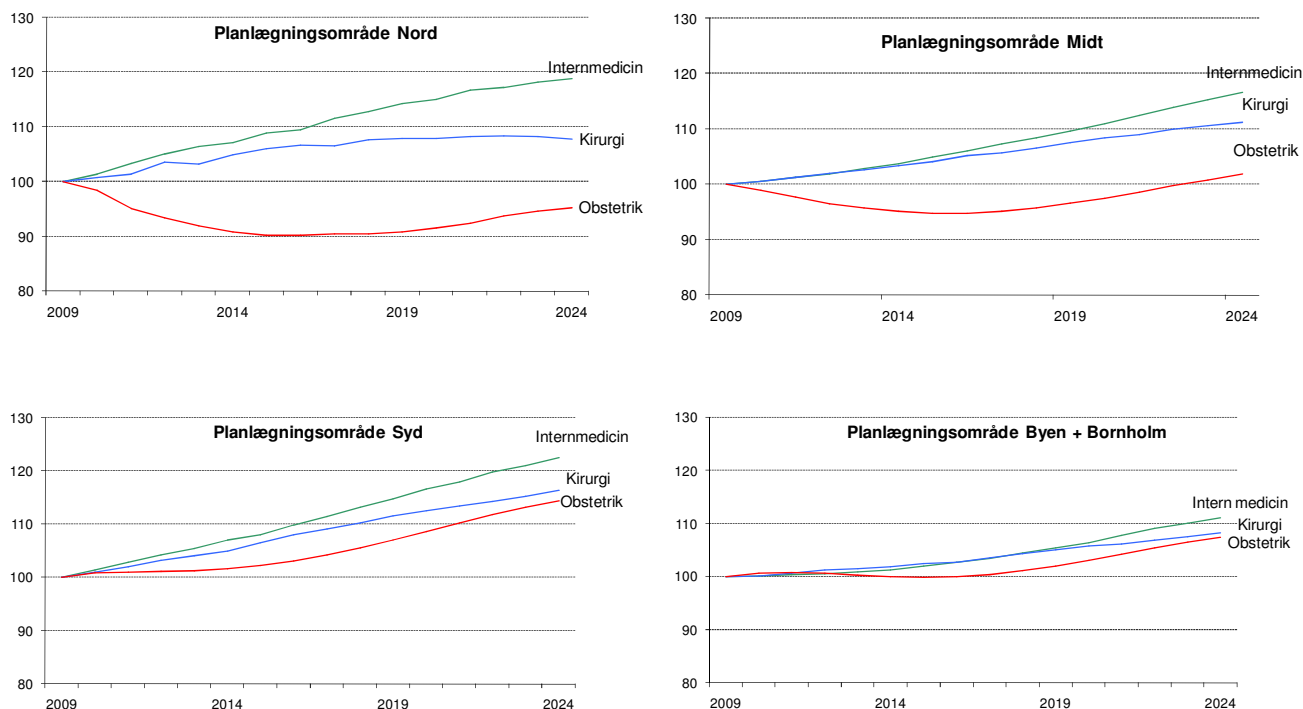 Planlægningsområde Nord
130
120
110
100
90
80
Internmedicin
Kirurgi
Obstetrik
2009 2014 2019 2024
Planlægningsområde Midt
130
120
110
100
90
80
Internmedicin
Kirurgi
Obstetrik
2009 2014 2019 2024
Planlægningsområde Syd
130
120
110
100
90
80
Internmedicin
Kirurgi
Obstetrik
2009 2014 2019 2024
Planlægningsområde Byen + Bornholm
130
120
110
100
90
80
Intern medicin
Kirurgi
Obstetrik
2009 2014 2019 2024